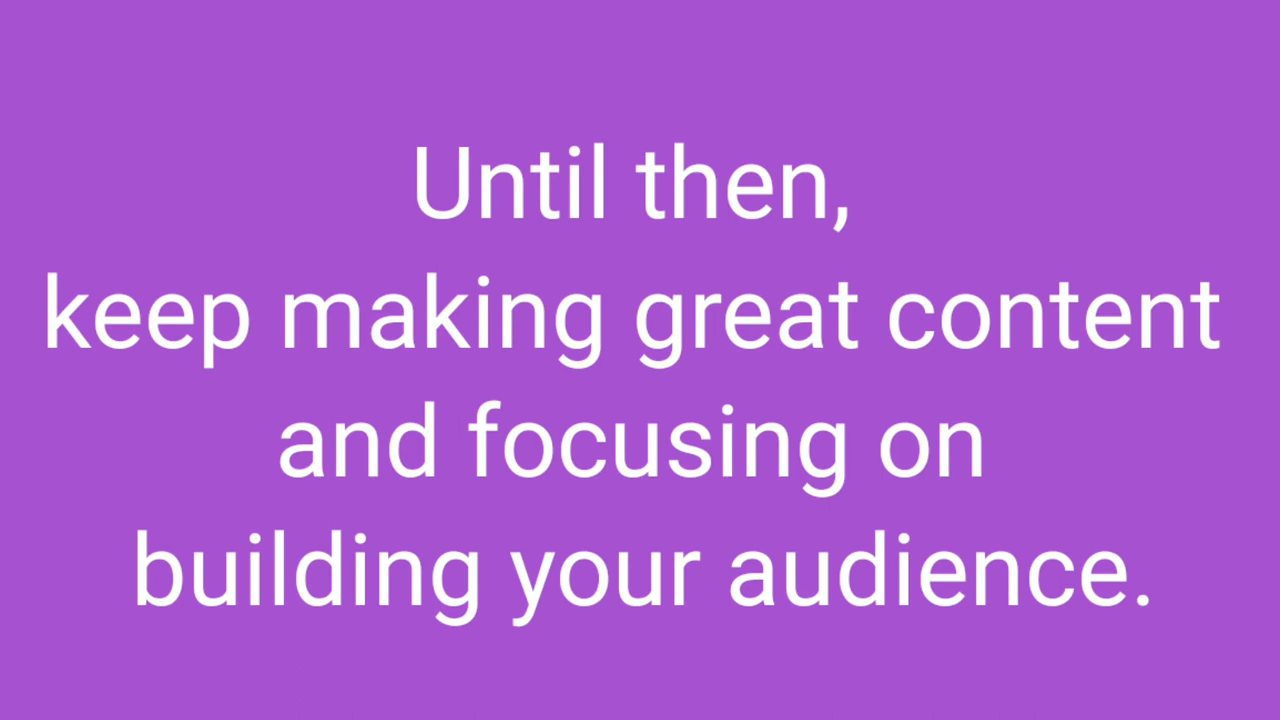 Until then,
keep making great content
and focusing on
building your audience.